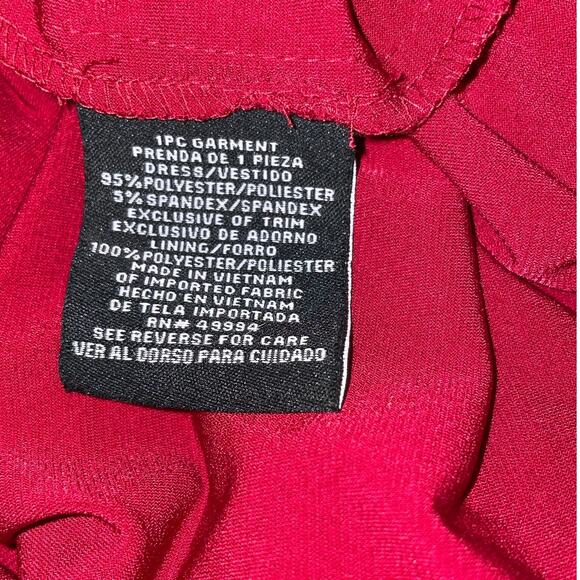 1PC GARMENT
PRENDA DE 1 PIEZA
DRESS/VESTIDO
95%POLYESTER/POLIESTER
5% SPANDEX/SPANDEX
EXCLUSIVE OF TRIM
EXCLUSIVO DE ADORNO
LINING/FORRO
100%POLYESTER/POLIESTER
MADE IN VIETNAM
OF IMPORTED FABRIC
HECHO EN VIETNAM
DE TELA IMPORTADA
RN# 49994
SEE REVERSE FOR CARE
VER AL DORSO PARA CUIDADO